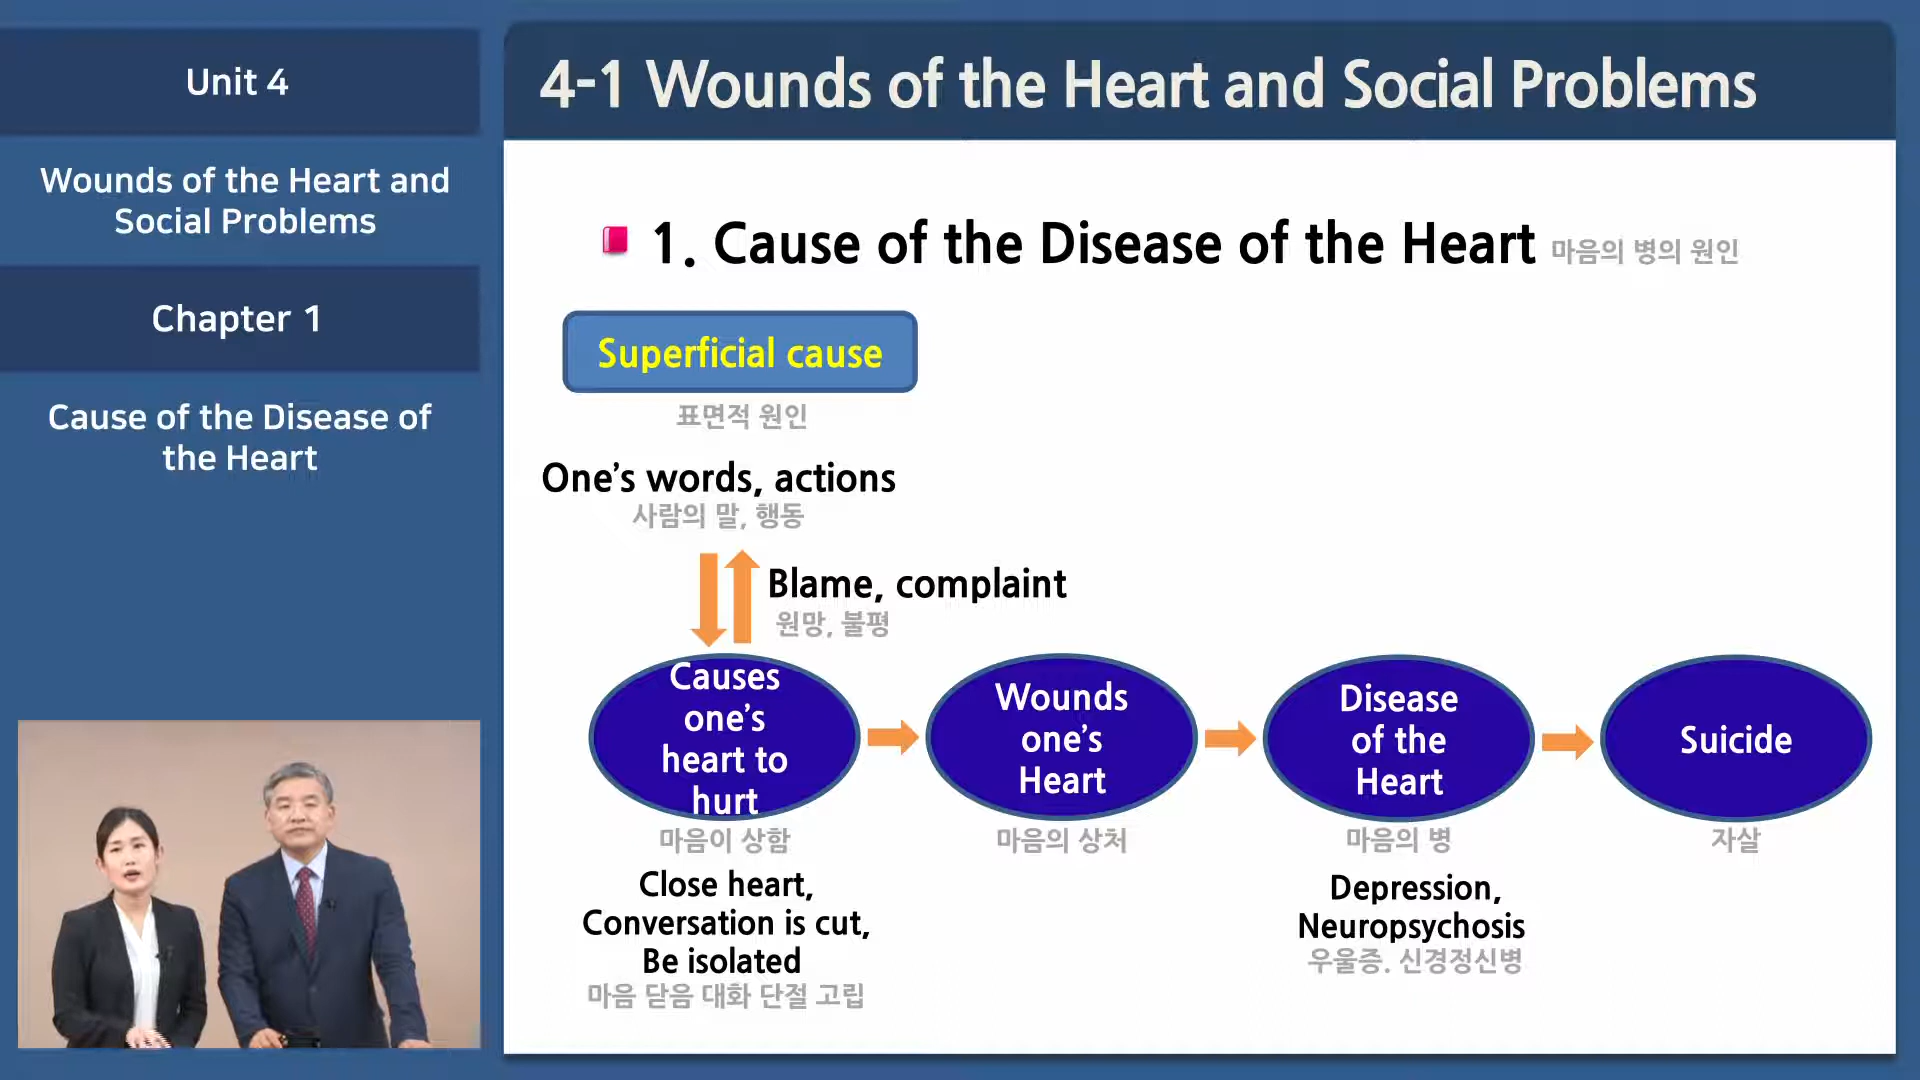 Unit 4
Wounds of the Heart and
Social Problems
Chapter 1
Cause of the Disease of
the Heart
4-1 Wounds of the Heart and Social Problems
1. Cause of the Disease of the Heart 마음의 병의 원인
Superficial cause
표면적 원인
One's words, actions
사람의 말, 행동
Blame, complaint
원망, 불평
Causes
one's
heart to
hurt
마음이 상함
Close heart,
Conversation is cut,
Be isolated
마음 닫음 대화 단절 고립
Wounds
one's
Heart
마음의 상처
Disease
of the
Heart
마음의 병
Depression,
Neuropsychosis
우울증. 신경정신병
Suicide
자살